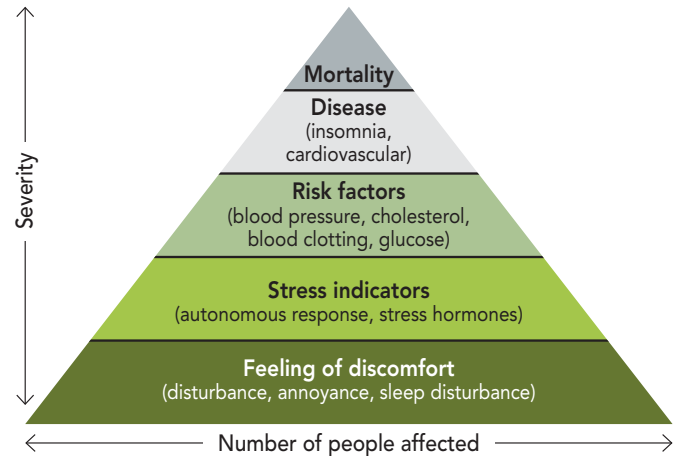 Mortality
Disease
(insomnia,
cardiovascular)
Risk factors
(blood pressure, cholesterol,
blood clotting, glucose)
Stress indicators
(autonomous response, stress hormones)
Feeling of discomfort
(disturbance, annoyance, sleep disturbance)
Severity
Number of people affected